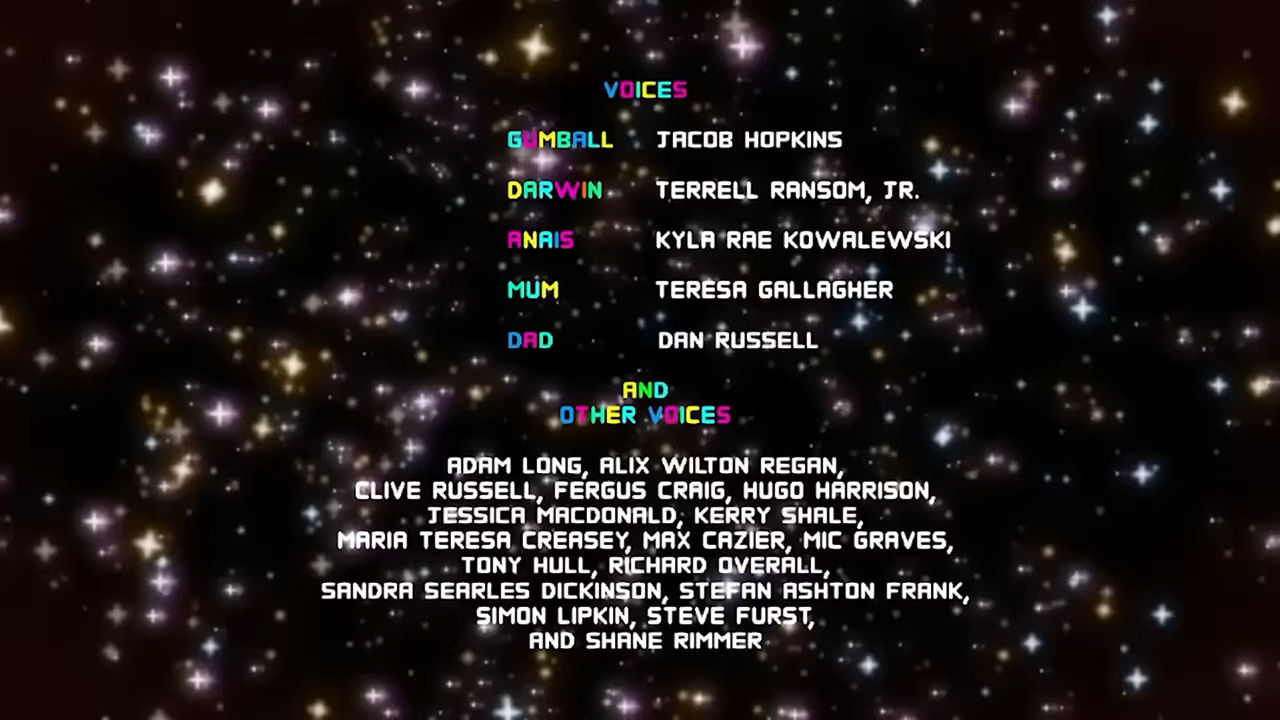 VOICES
GUMBALL JACOB HOPKINS
DARWIN TERRELL RANSOM, JR.
ANAIS KYLA RAE KOWALEWSKI
MUM TERESA GALLAGHER
DAD DAN RUSSELL
AND
OTHER VOICES
ADAM LONG, ALIX WILTON REGAN,
CLIVE RUSSELL, FERGUS CRAIG, HUGO HARRISON,
JESSICA MACDONALD, KERRY SHALE,
MARIA TERESA CREASEY, MAX CAZIER, MIC GRAVES,
TONY HULL, RICHARD OVERALL,
SANDRA SEARLES DICKINSON, STEFAN ASHTON FRANK,
SIMON LIPKIN, STEVE FURST,
AND SHANE RIMMER